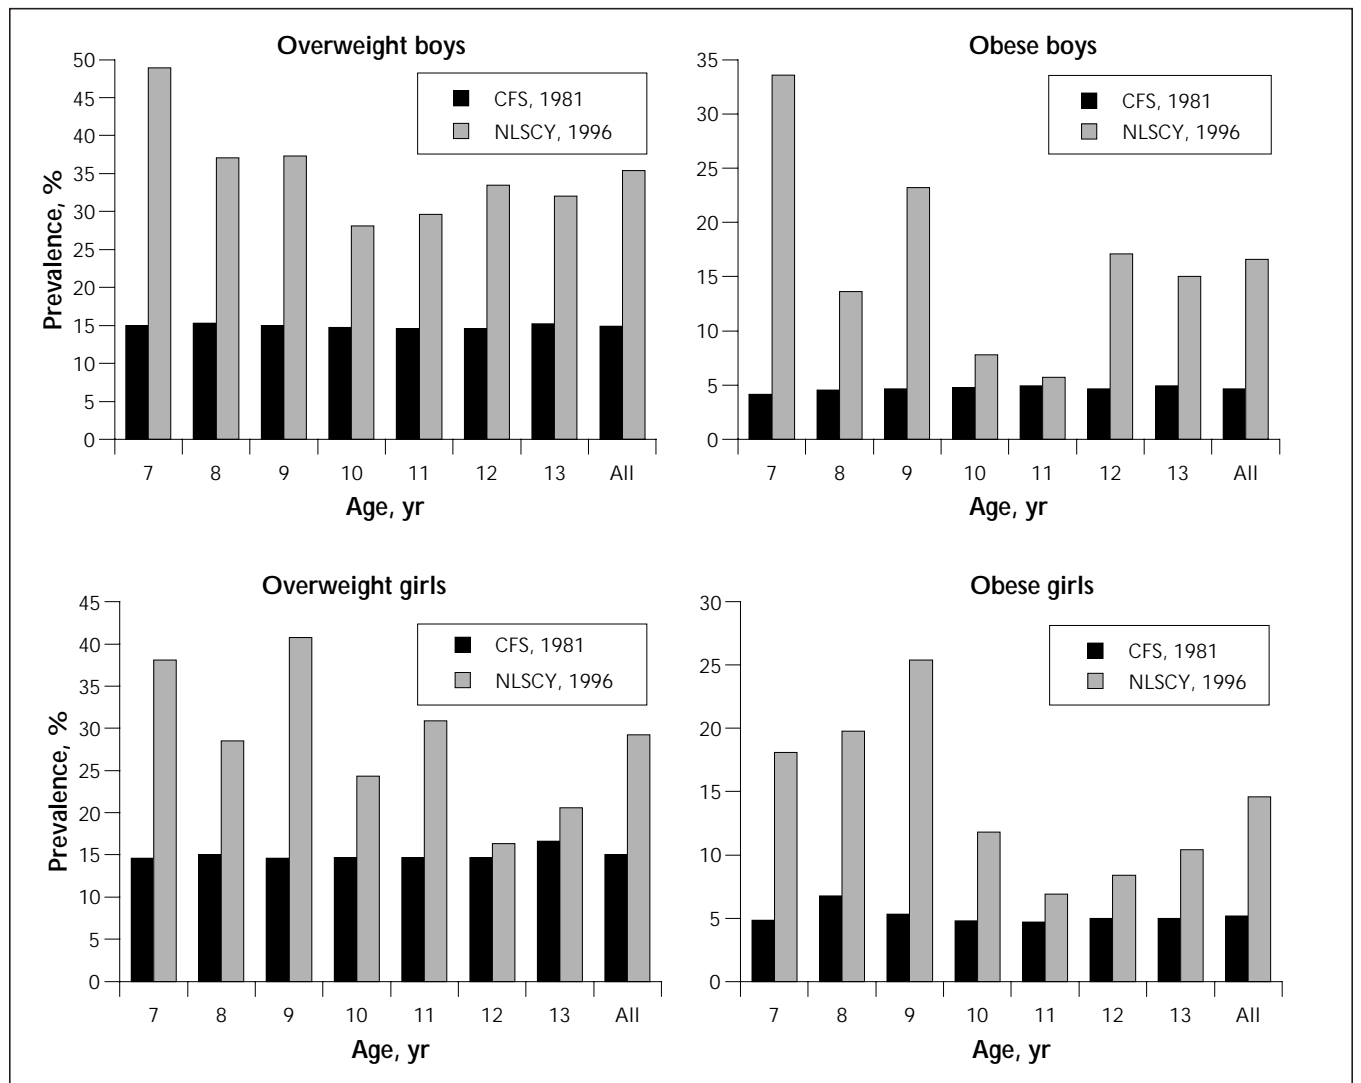 Overweight boys
50
45
40
35
30
25
20
15
10
5
0
Prevalence, %
CFS, 1981
NLSCY, 1996
7 8 9 10 11 12 13 All
Age, yr
Obese boys
35
30
25
20
15
10
5
0
CFS, 1981
NLSCY, 1996
7 8 9 10 11 12 13 All
Age, yr
Overweight girls
45
40
35
30
25
20
15
10
5
0
Prevalence, %
CFS, 1981
NLSCY, 1996
7 8 9 10 11 12 13 All
Age, yr
Obese girls
30
25
20
15
10
5
0
CFS, 1981
NLSCY, 1996
7 8 9 10 11 12 13 All
Age, yr